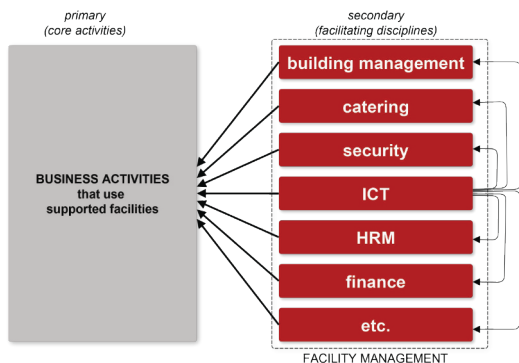 primary
(core activities)
secondary
(facilitating disciplines)
BUSINESS ACTIVITIES
that use
supported facilities
building management
catering
security
ICT
HRM
finance
etc.
FACILITY MANAGEMENT